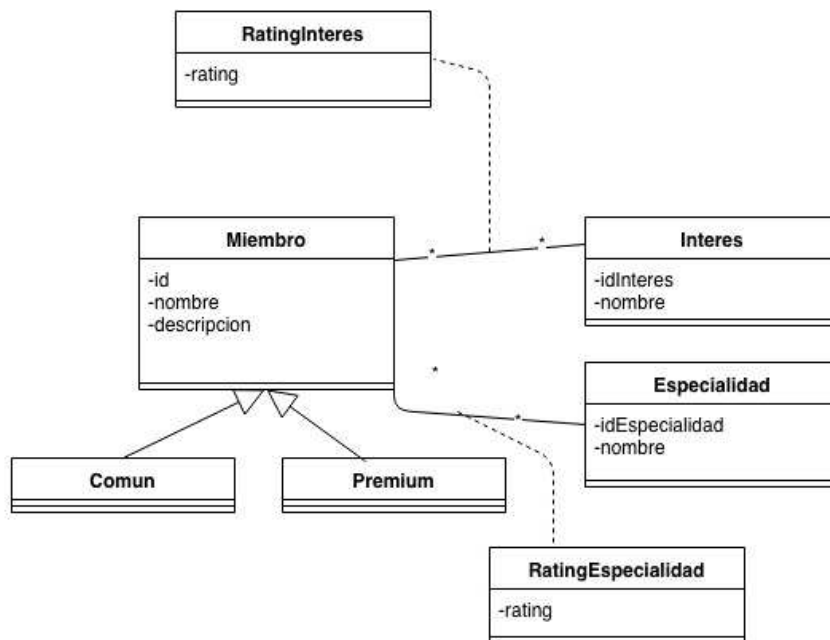 RatingInteres
-rating
Miembro
-id
-nombre
-descripcion
* *
Interes
-idInteres
-nombre
*
*
Especialidad
-idEspecialidad
-nombre
Comun
Premium
RatingEspecialidad
-rating